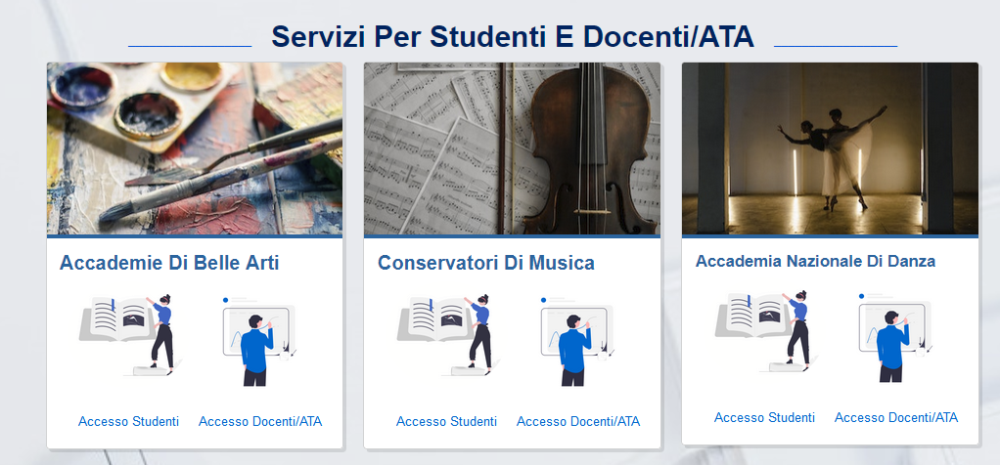 Servizi Per Studenti E Docenti/ATA
Accademie Di Belle Arti
Accesso Studenti
Accesso Docenti/ATA
Conservatori Di Musica
Accesso Studenti
Accesso Docenti/ATA
Accademia Nazionale Di Danza
Accesso Studenti
Accesso Docenti/ATA